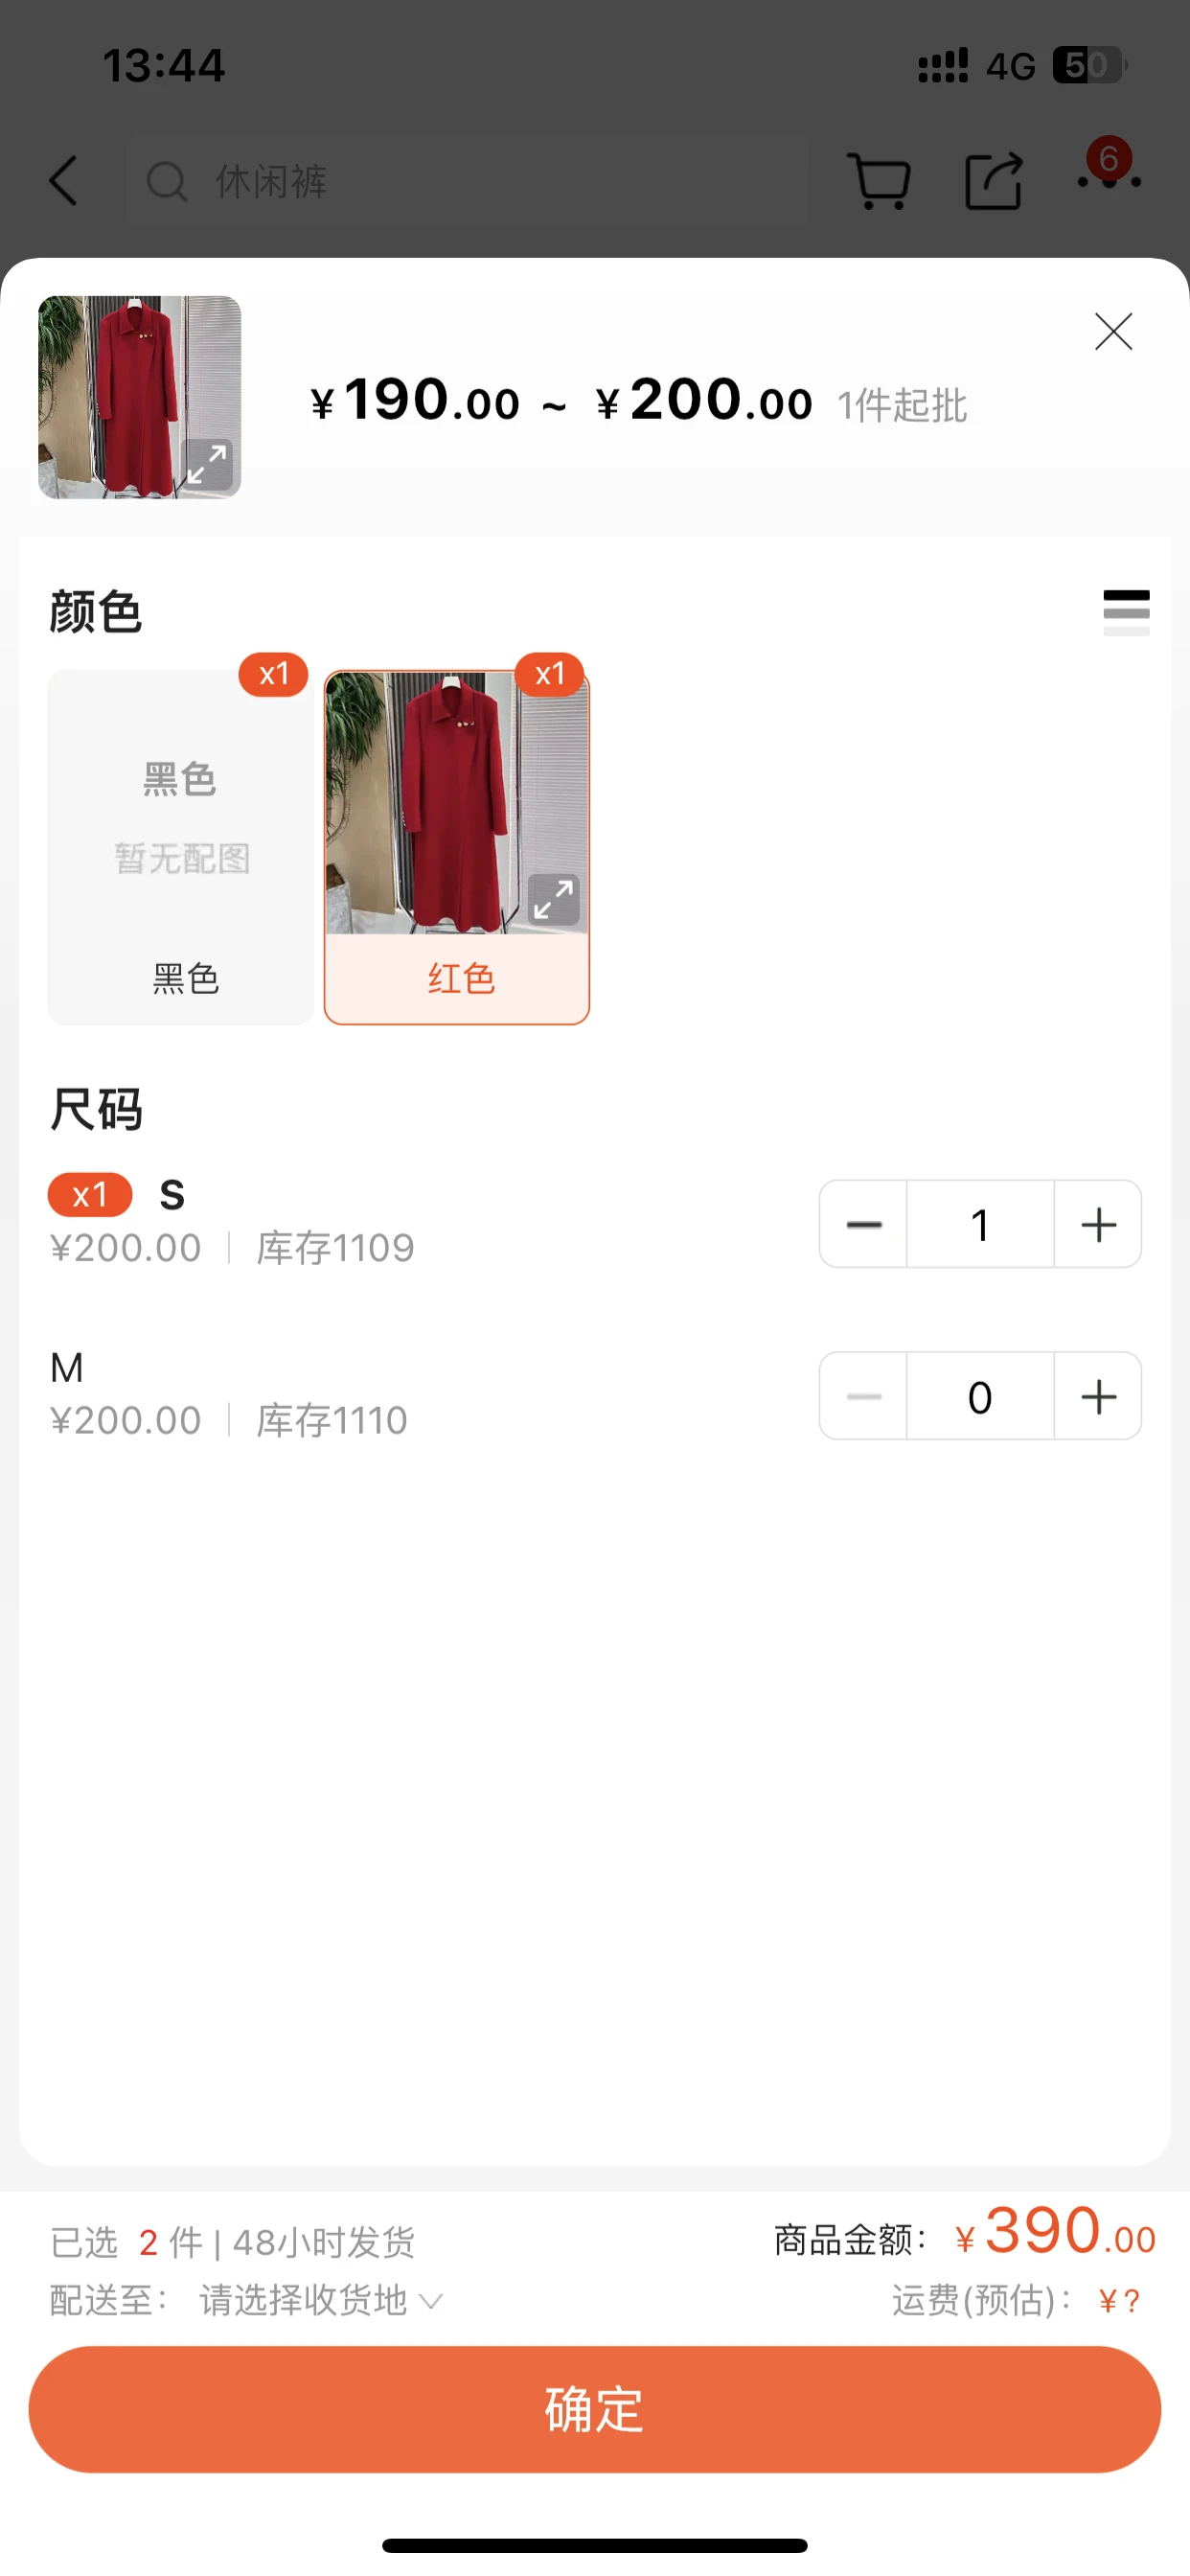 13:44 4G 50
休闲裤 6
¥190.00 ~ ¥200.00 1件起批
颜色
x1 x1
黑色
暂无配图
黑色 红色
尺码
x1 S
¥200.00 库存1109
1
M
¥200.00 库存1110
0
已选 2 件 | 48小时发货 商品金额: ¥390.00
配送至: 请选择收货地 运费(预估): ¥?
确定